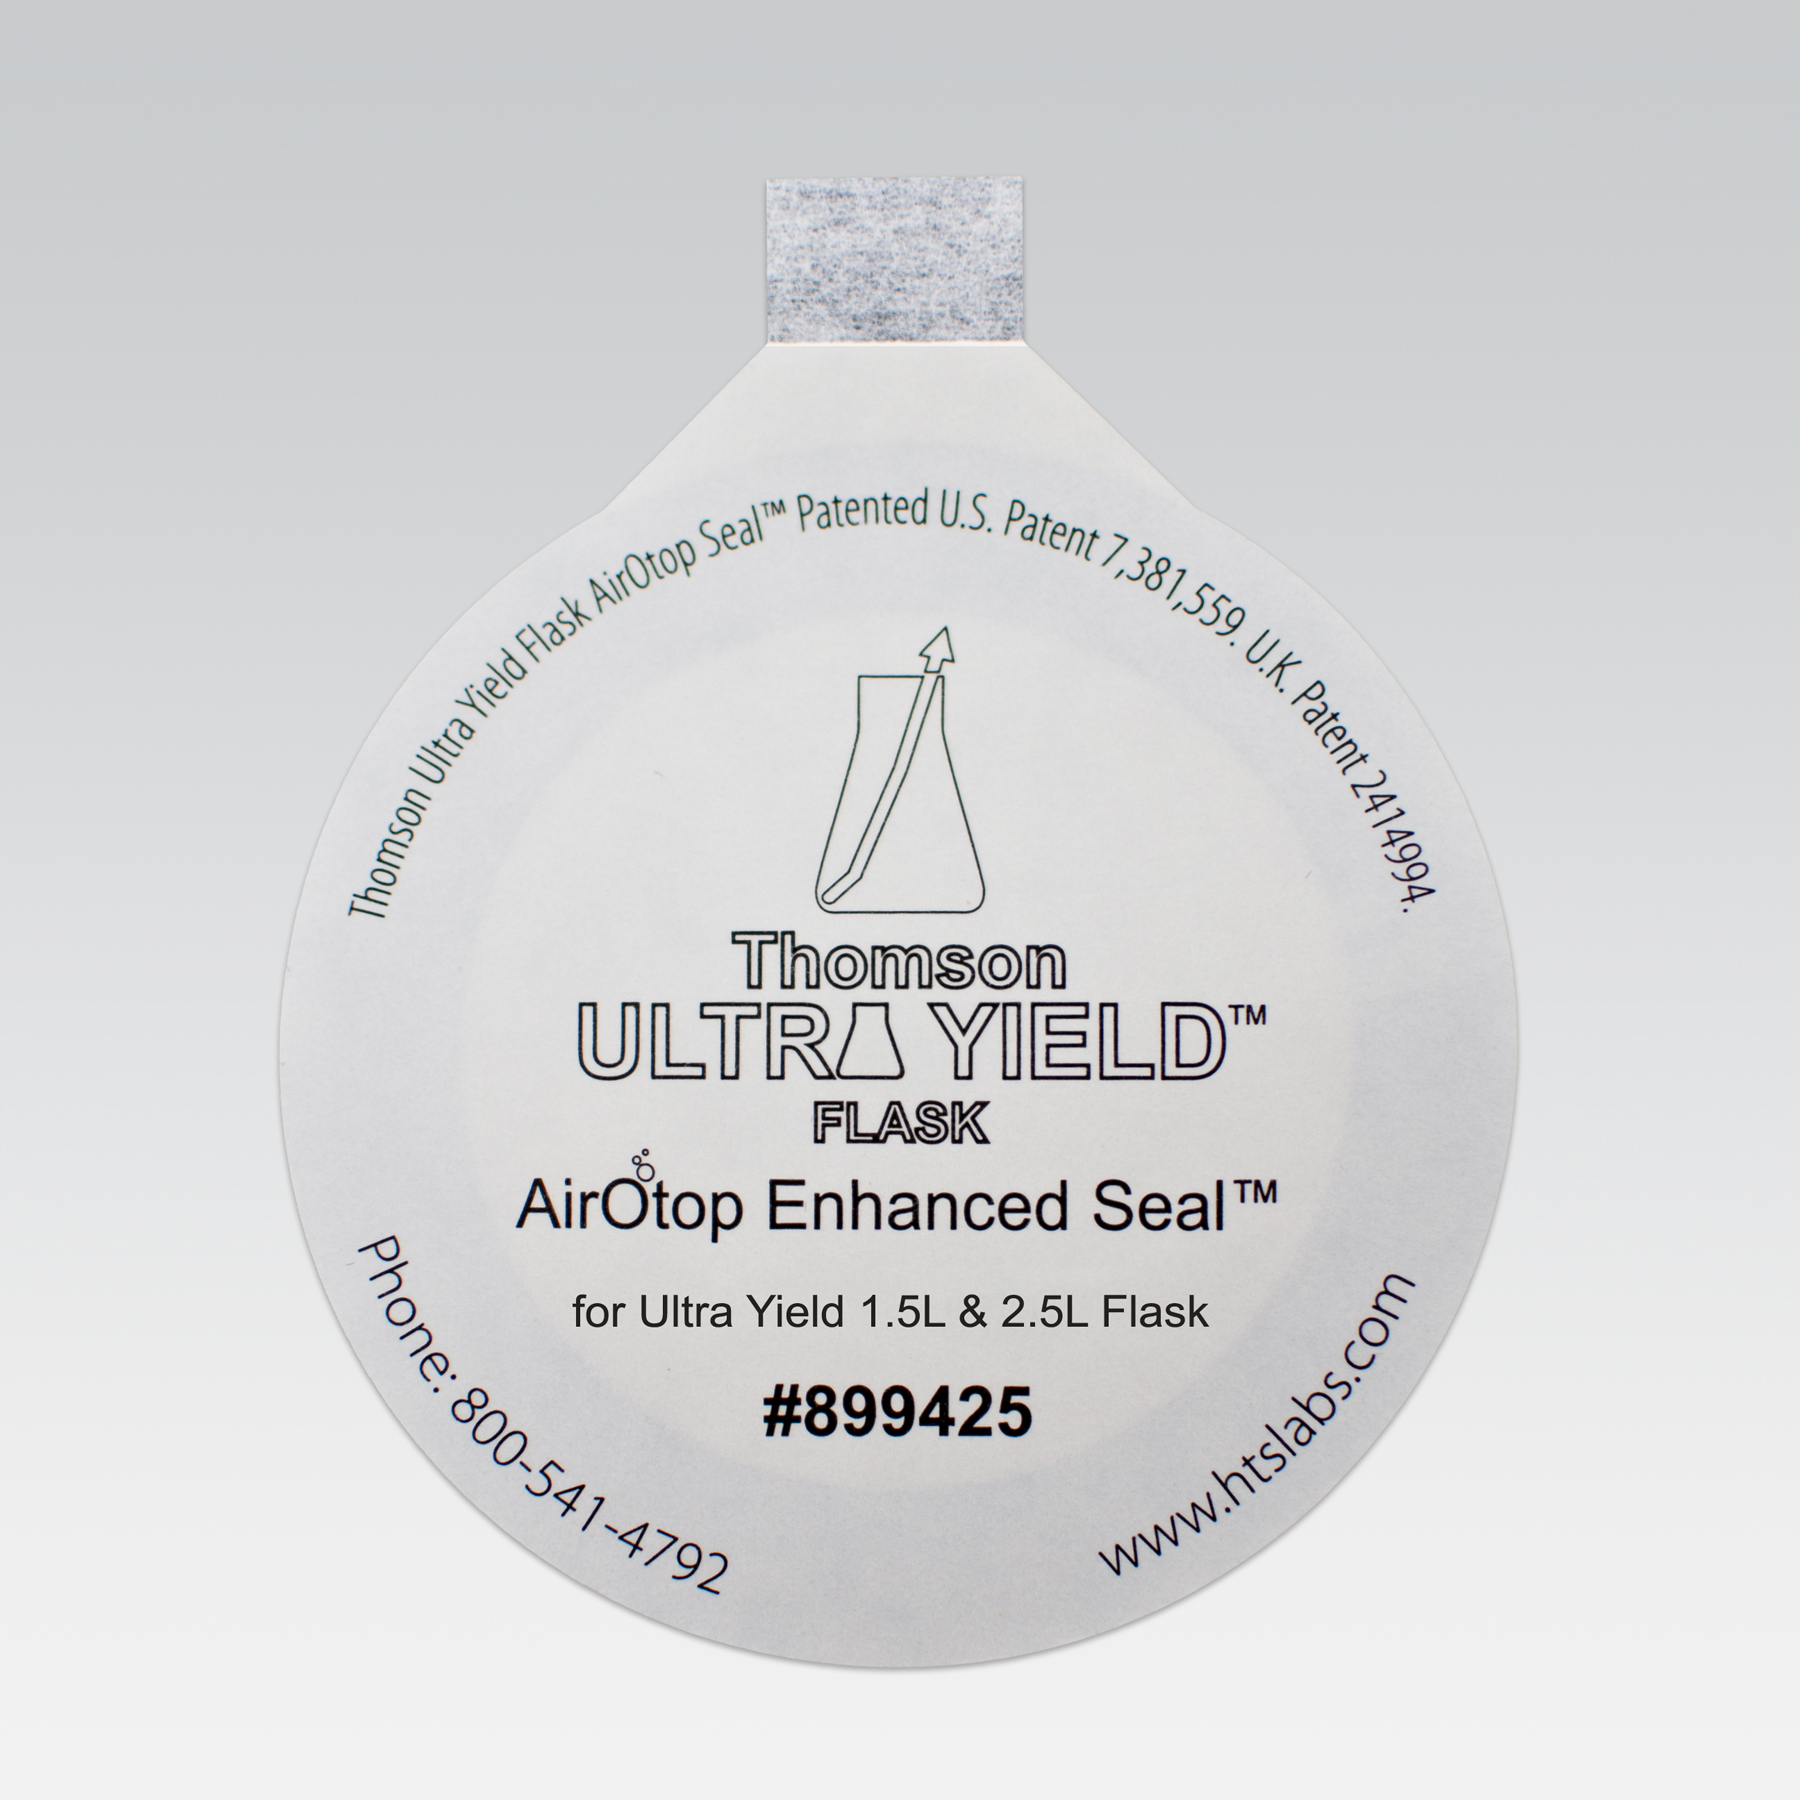 Thomson Ultra Yield Flask AirOtop Seal™ Patented U.S. Patent 7,381,559. U.K. Patent 2414994.
Thomson
ULTRA YIELD™
FLASK
AirOtop Enhanced Seal™
for Ultra Yield 1.5L & 2.5L Flask
#899425
Phone: 800-541-4792
www.htslabs.com